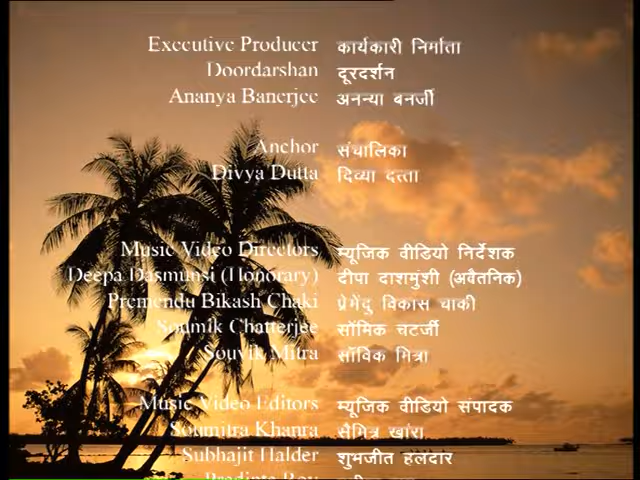 Executive Producer कार्यकारी निर्माता
Doordarshan दूरदर्शन
Ananya Banerjee अनन्या बनर्जी
Anchor संचालिका
Divya Dutta दिव्या दत्ता
Music Video Directors म्यूजिक वीडियो निर्देशक
Deepa Dasmunsi (Honorary) दीपा दाशमुंशी (अवैतनिक)
Premendu Bikash Chaki प्रेमेंदु विकास चाकी
Soumik Chatterjee सॉमिक चटर्जी
Souvik Mitra सॉविक मित्रा
Music Video Editors म्यूजिक वीडियो संपादक
Soumitra Khanra सौमित्र खांरा
Subhajit Halder शुभजीत हलदार